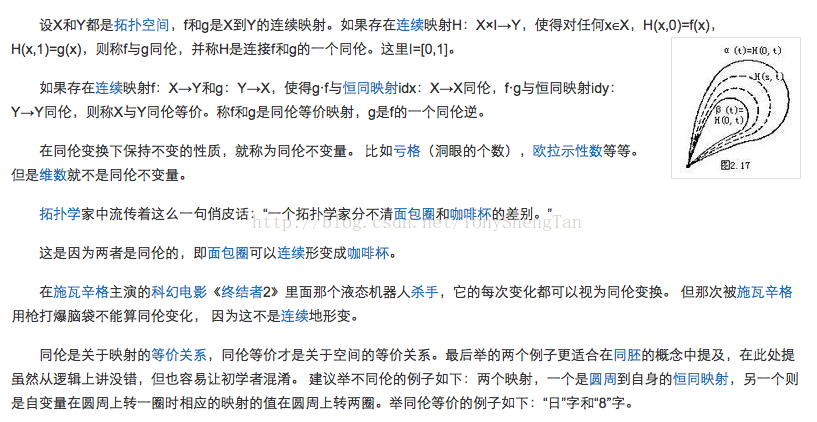 设X和Y都是拓扑空间，f和g是X到Y的连续映射。如果存在连续映射H：X×I→Y，使得对任何x∈X，H(x,0)=f(x)，
H(x,1)=g(x)，则称f与g同伦，并称H是连接f和g的一个同伦。这里I=[0,1]。
如果存在连续映射f：X→Y和g：Y→X，使得g·f与恒同映射idx：X→X同伦，f·g与恒同映射idy：
Y→Y同伦，则称X与Y同伦等价。称f和g是同伦等价映射，g是f的一个同伦逆。
在同伦变换下保持不变的性质，就称为同伦不变量。 比如亏格（洞眼的个数），欧拉示性数等等。
但是维数就不是同伦不变量。
α(t)=H(0,t)
H(s,t)
β(t)=
H(0,t)
图2.17
拓扑学家中流传着这么一句俏皮话：“一个拓扑学家分不清面包圈和咖啡杯的差别。”
http://blog.csdn.net/TonyShengTan
这是因为两者是同伦的，即面包圈可以连续形变成咖啡杯。
在施瓦辛格主演的科幻电影《终结者2》里面那个液态机器人杀手，它的每次变化都可以视为同伦变换。 但那次被施瓦辛格
用枪打爆脑袋不能算同伦变化， 因为这不是连续地形变。
同伦是关于映射的等价关系，同伦等价才是关于空间的等价关系。最后举的两个例子更适合在同胚的概念中提及，在此处提
虽然从逻辑上讲没错，但也容易让初学者混淆。 建议举不同伦的例子如下：两个映射，一个是圆周到自身的恒同映射，另一个则
是自变量在圆周上转一圈时相应的映射的值在圆周上转两圈。举同伦等价的例子如下：“日”字和“8”字。